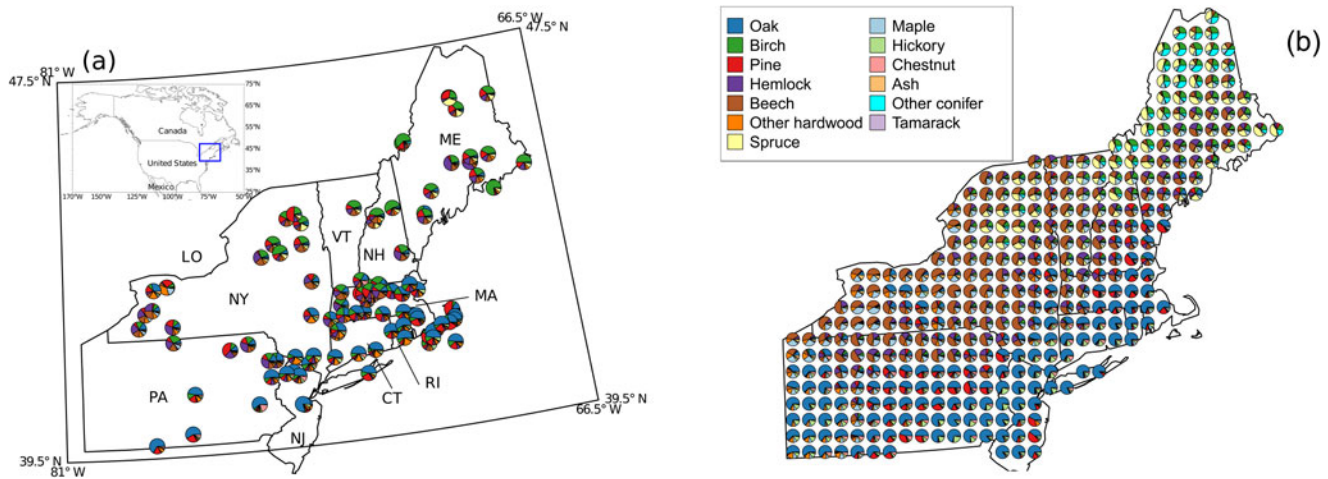 (a)
66.5° W
47.5° N
47.5° N
81° W
75°N
65°N
55°N
45°N
35°N
25°N
Canada
United States
Mexico
170°W 150°W 125°W 100°W 75°W 50°W
ME
VT
NH
LO
NY
MA
PA
RI
CT
NJ
39.5° N
66.5° W
39.5° N
81° W
(b)
Oak
Birch
Pine
Hemlock
Beech
Other hardwood
Spruce
Maple
Hickory
Chestnut
Ash
Other conifer
Tamarack